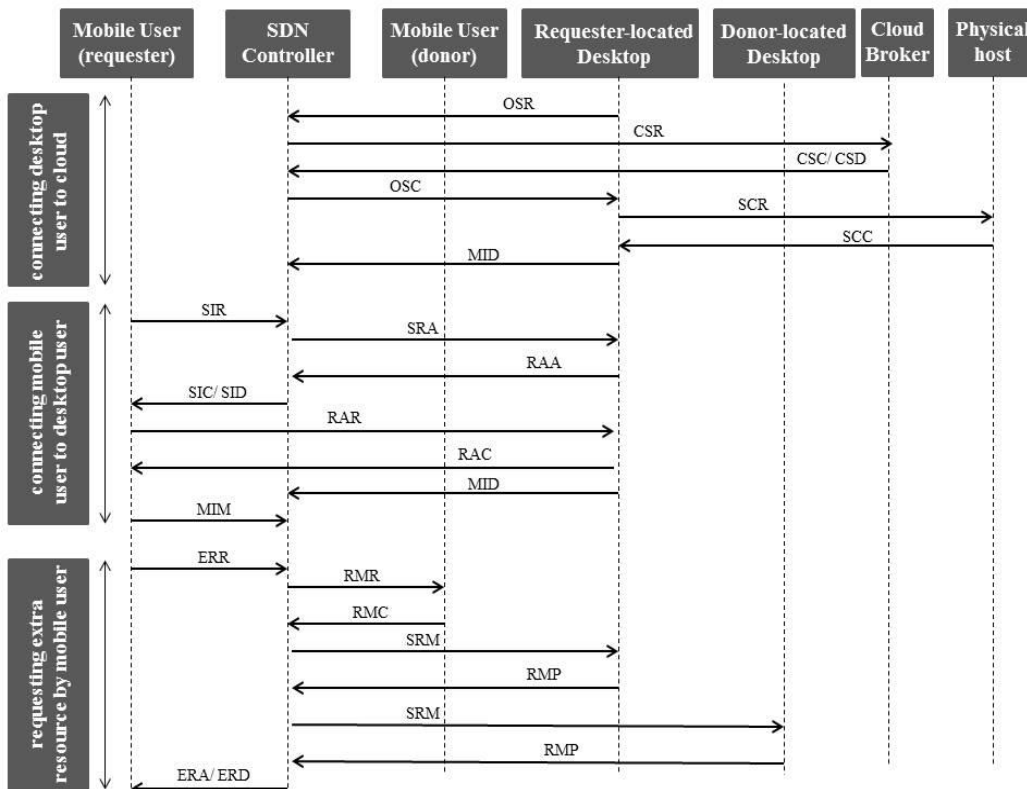 Mobile User
(requester)
SDN
Controller
Mobile User
(donor)
Requester-located
Desktop
Donor-located
Desktop
Cloud
Broker
Physical
host
connecting desktop
user to cloud
OSR
CSR
CSC/ CSD
OSC
SCR
SCC
MID
connecting mobile
user to desktop user
SIR
SRA
RAA
SIC/ SID
RAR
RAC
MID
MIM
requesting extra
resource by mobile user
ERR
RMR
RMC
SRM
RMP
SRM
RMP
ERA/ ERD